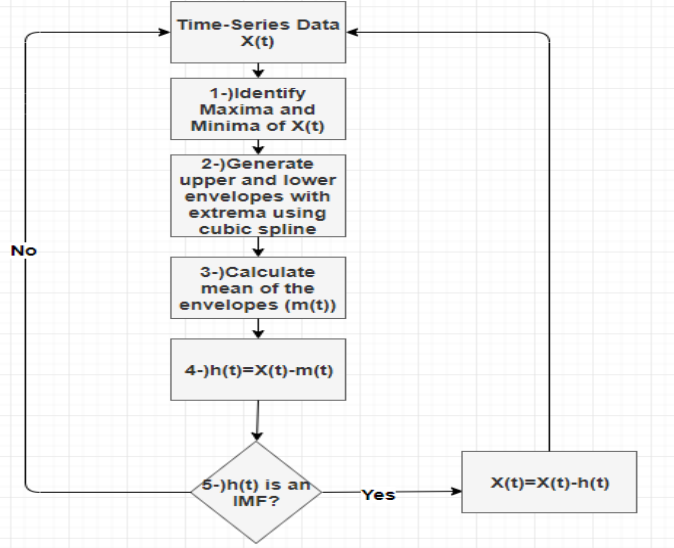 Time-Series Data
X(t)
1-)Identify
Maxima and
Minima of X(t)
2-)Generate
upper and lower
envelopes with
extrema using
cubic spline
3-)Calculate
mean of the
envelopes (m(t))
4-)h(t)=X(t)-m(t)
5-)h(t) is an
IMF?
No
Yes
X(t)=X(t)-h(t)